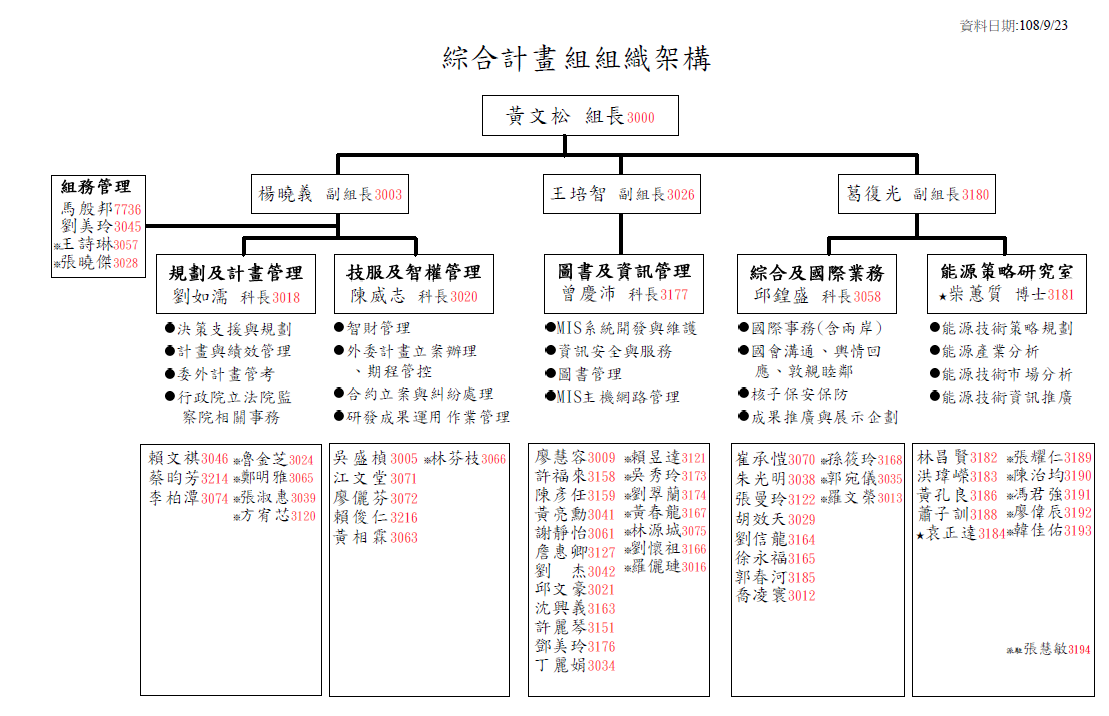 資料日期:108/9/23
綜合計畫組組織架構
黃文松 組長3000
組務管理
馬殷邦7736
劉美玲3045
※王詩琳3057
※張曉傑3028
楊曉義 副組長3003
王培智 副組長3026
葛復光 副組長3180
規劃及計畫管理
劉如濡 科長3018
●決策支援與規劃
●計畫與績效管理
●委外計畫管考
●行政院立法院監
察院相關事務
賴文祺3046
蔡昀芳3214
李柏潭3074
※魯金芝3024
※鄭明雅3065
※張淑惠3039
※方宥芯3120
技服及智權管理
陳威志 科長3020
●智財管理
●外委計畫立案辦理
、期程管控
●合約立案與糾紛處理
●研發成果運用作業管理
吳盛楨3005
江文堂3071
廖儷芬3072
賴俊仁3216
黃相霖3063
※林芬枝3066
圖書及資訊管理
曾慶沛 科長3177
●MIS系統開發與維護
●資訊安全與服務
●圖書管理
●MIS主機網路管理
廖慧容3009
許福來3158
陳彥任3159
黃亮勳3041
謝靜怡3061
詹惠卿3127
劉 杰3042
邱文豪3021
沈興義3163
許麗琴3151
鄧美玲3176
丁麗娟3034
※賴昱達3121
※吳秀玲3173
※劉翠蘭3174
※黃春龍3167
※林源城3075
※劉懷祖3166
※羅儷璉3016
綜合及國際業務
邱鍠盛 科長3058
●國際事務(含兩岸)
●國會溝通、輿情回
應、敦親睦鄰
●核子保安保防
●成果推廣與展示企劃
崔承愷3070
朱光明3038
張曼玲3122
胡效天3029
劉信龍3164
徐永福3165
郭春河3185
喬凌寰3012
※孫筱玲3168
※郭宛儀3035
※羅文榮3013
能源策略研究室
★柴蕙質 博士3181
●能源技術策略規劃
●能源產業分析
●能源技術市場分析
●能源技術資訊推廣
林昌賢3182
洪瑋嶸3183
黃孔良3186
蕭子訓3188
★袁正達3184
※張耀仁3189
※陳治均3190
※馮君強3191
※廖偉辰3192
※韓佳佑3193
派駐張慧敏3194